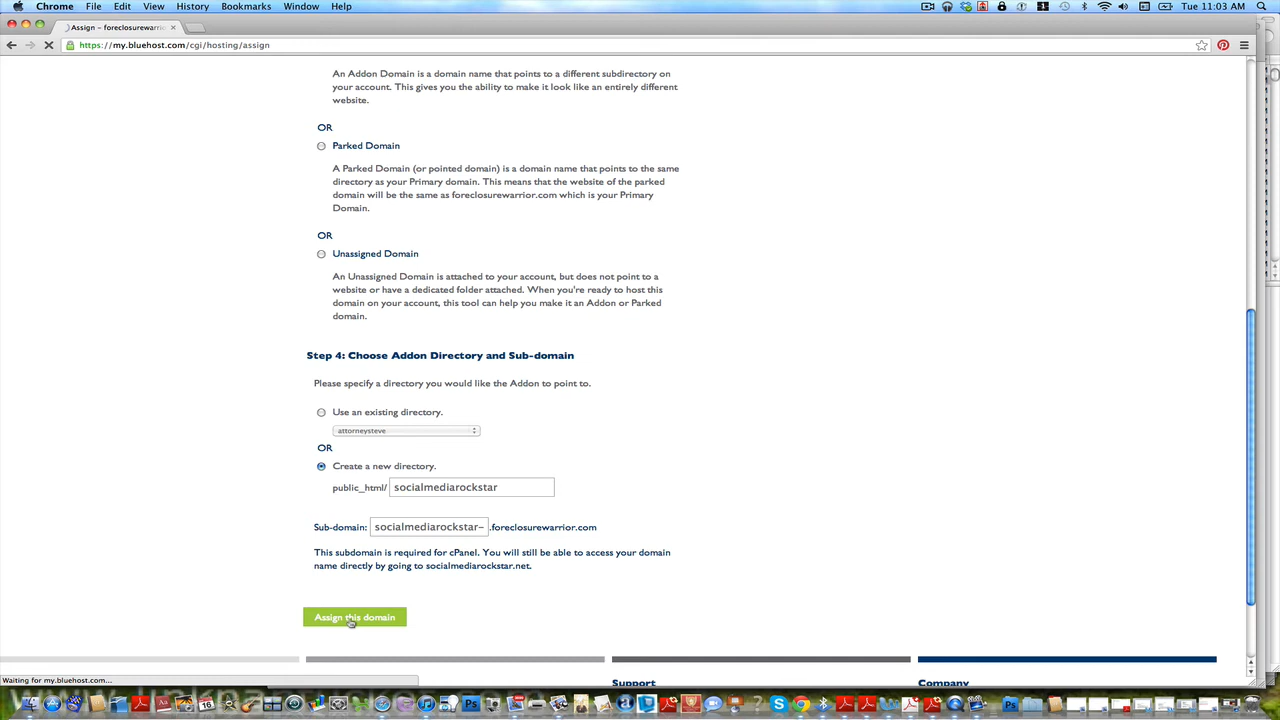 Chrome File Edit View History Bookmarks Window Help
Tue 11:03 AM
Assign – foreclosurewarrio
https://my.bluehost.com/cgi/hosting/assign
An Addon Domain is a domain name that points to a different subdirectory on
your account. This gives you the ability to make it look like an entirely different
website.
OR
Parked Domain
A Parked Domain (or pointed domain) is a domain name that points to the same
directory as your Primary domain. This means that the website of the parked
domain will be the same as foreclosurewarrior.com which is your Primary
Domain.
OR
Unassigned Domain
An Unassigned Domain is attached to your account, but does not point to a
website or have a dedicated folder attached. When you're ready to host this
domain on your account, this tool can help you make it an Addon or Parked
domain.
Step 4: Choose Addon Directory and Sub-domain
Please specify a directory you would like the Addon to point to.
Use an existing directory.
attorneysteve
OR
Create a new directory.
public_html/ socialmediarockstar
Sub-domain: socialmediarockstar– .foreclosurewarrior.com
This subdomain is required for cPanel. You will still be able to access your domain
name directly by going to socialmediarockstar.net.
Assign this domain
Support
Company
Waiting for my.bluehost.com...